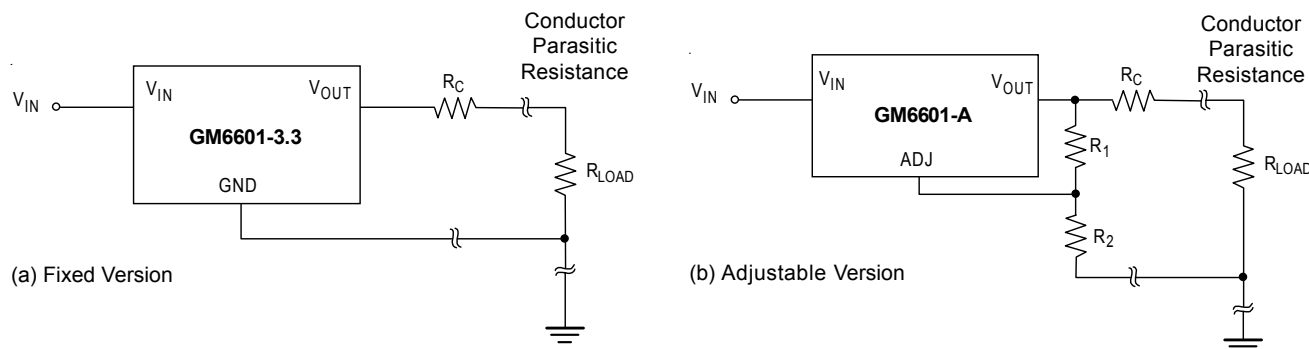 Conductor
Parasitic
Resistance
R_C
V_IN
V_IN
V_OUT
GM6601-3.3
GND
R_LOAD
(a) Fixed Version
Conductor
Parasitic
Resistance
R_C
V_IN
V_IN
V_OUT
GM6601-A
ADJ
R_1
R_LOAD
R_2
(b) Adjustable Version